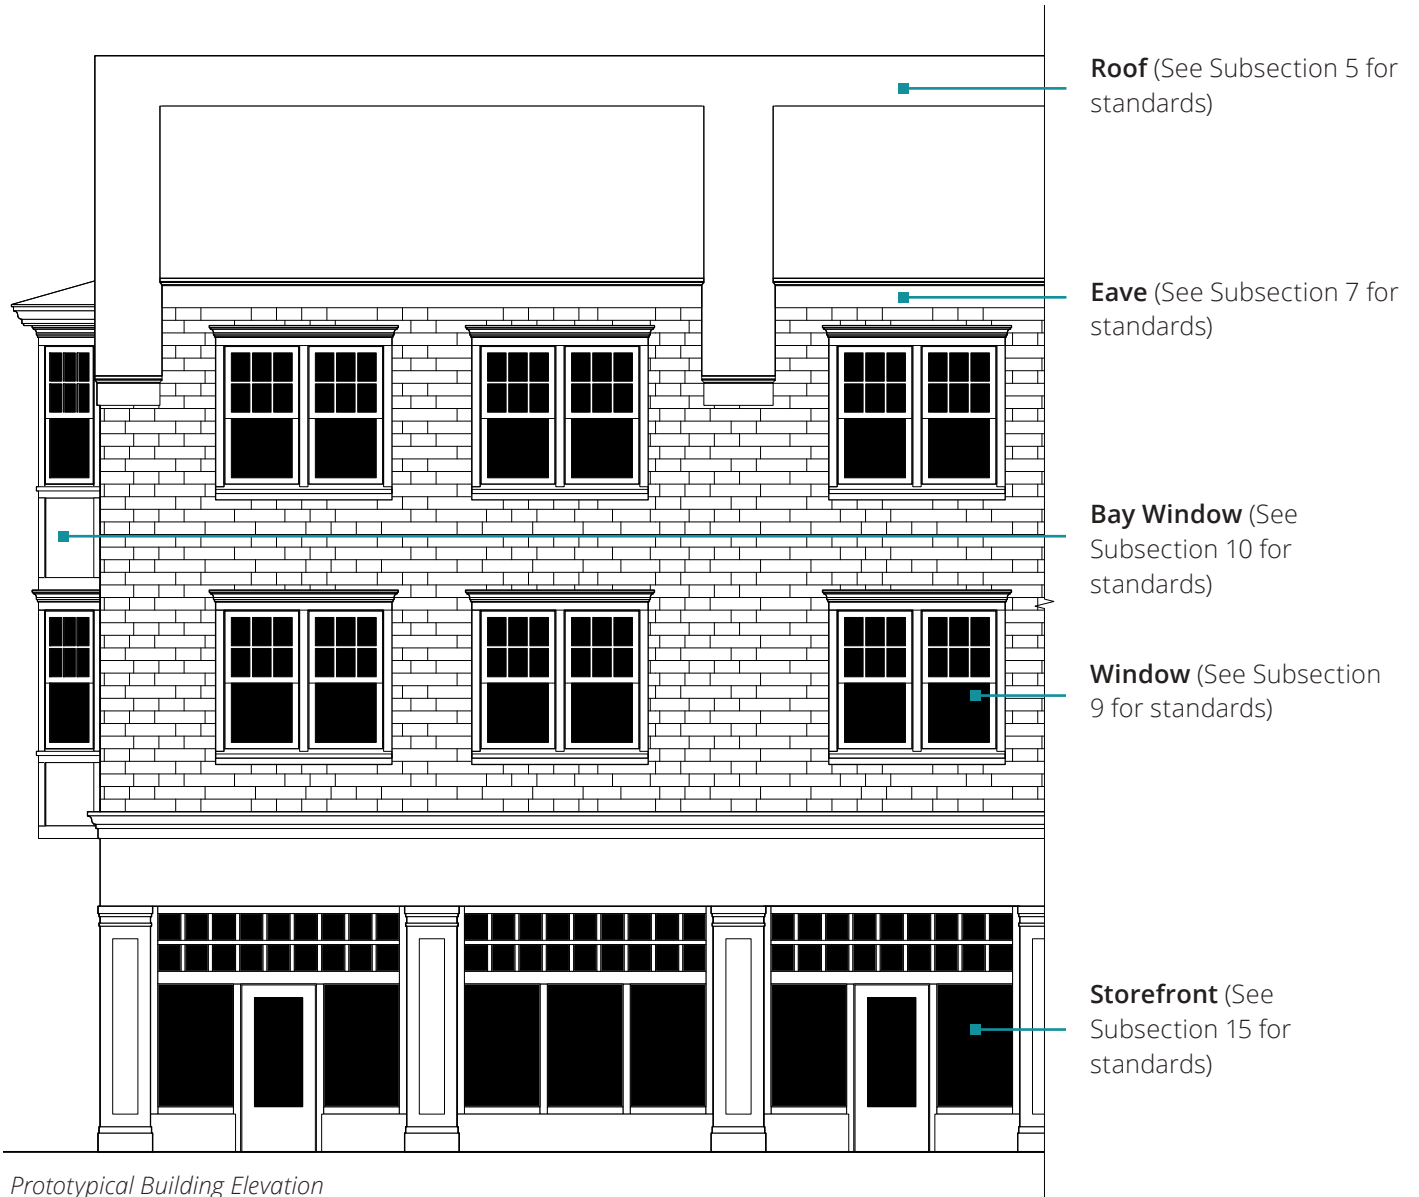 Roof (See Subsection 5 for
standards)
Eave (See Subsection 7 for
standards)
Bay Window (See
Subsection 10 for
standards)
Window (See Subsection
9 for standards)
Storefront (See
Subsection 15 for
standards)
Prototypical Building Elevation